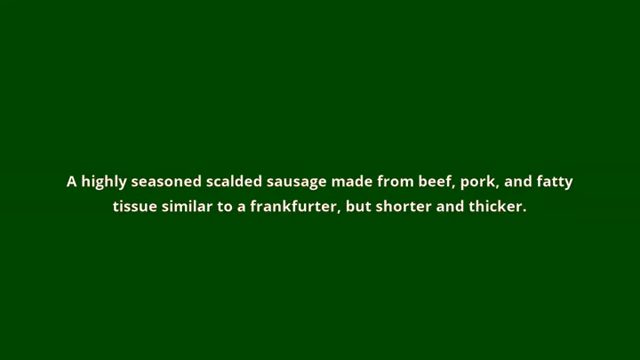 A highly seasoned scalded sausage made from beef, pork, and fatty
tissue similar to a frankfurter, but shorter and thicker.